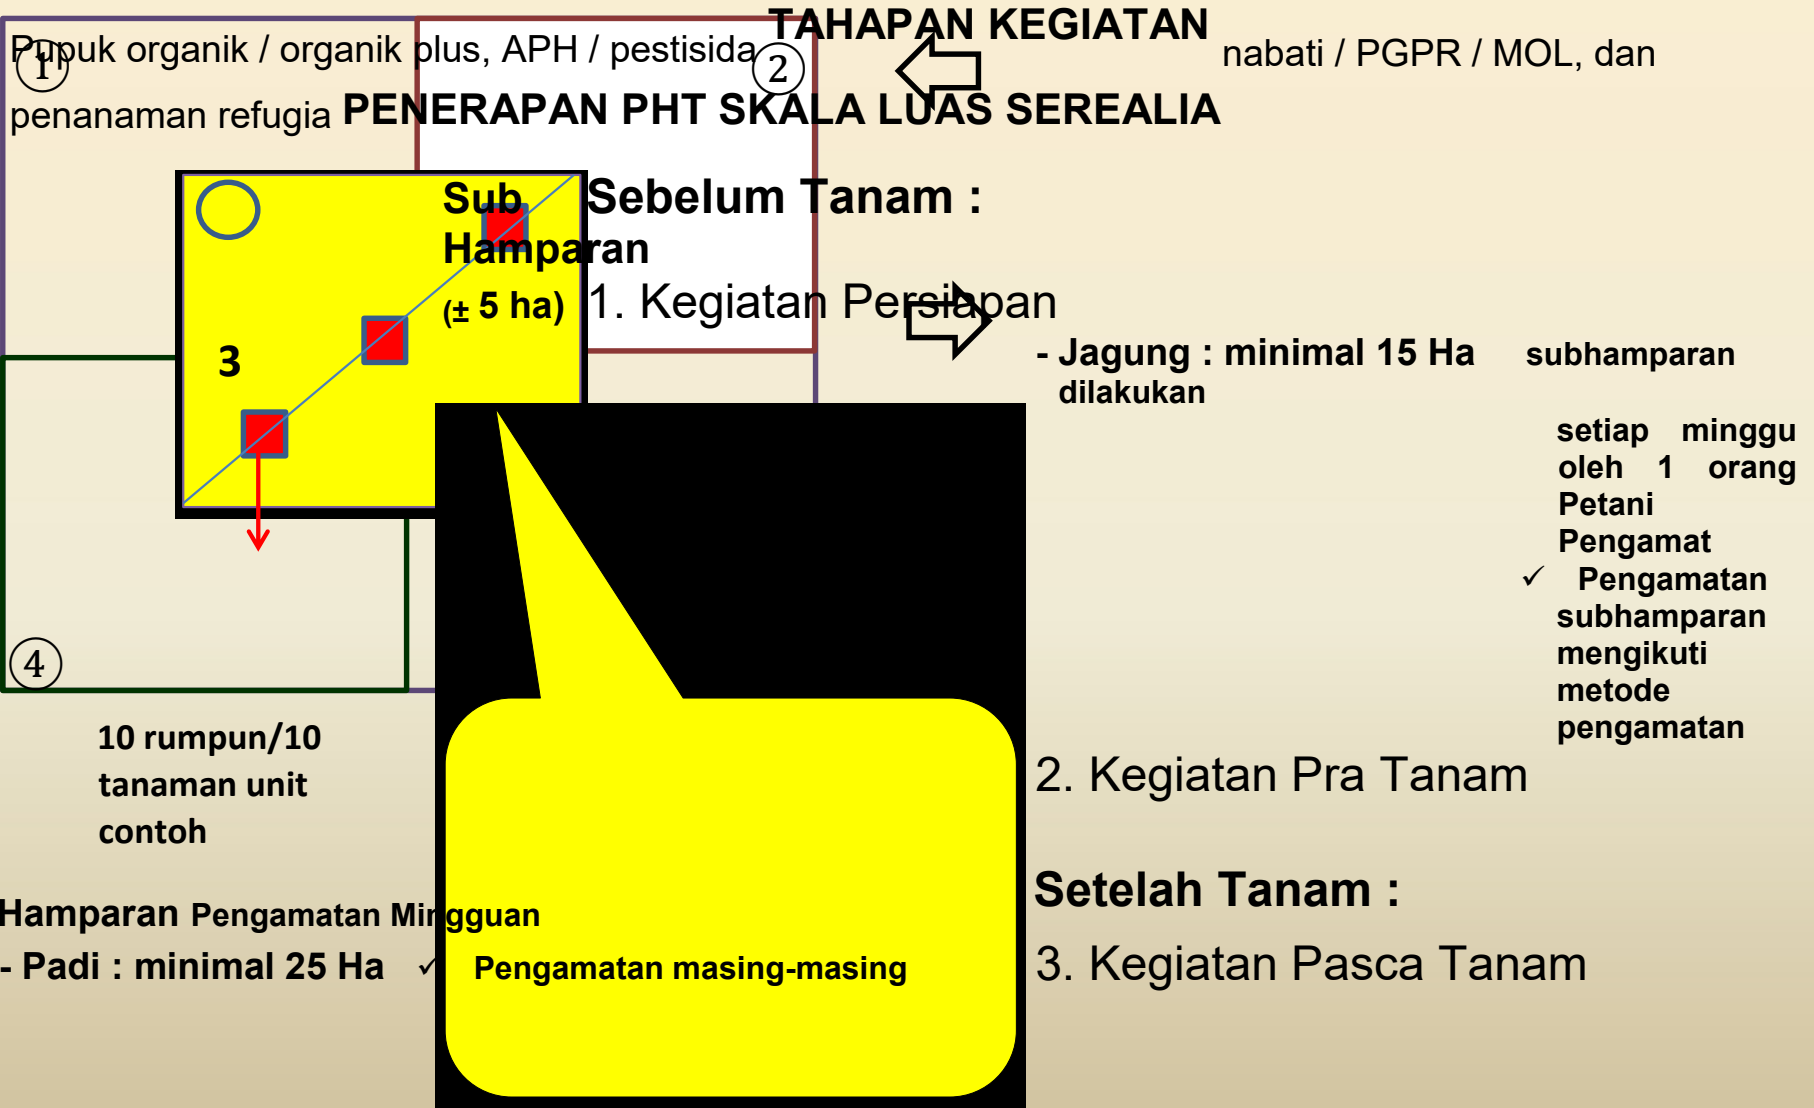 TAHAPAN KEGIATAN
Pupuk organik / organik plus, APH / pestisida
nabati / PGPR / MOL, dan
① ②
penanaman refugia
PENERAPAN PHT SKALA LUAS SEREALIA
Sub
Hamparan
(± 5 ha)
Sebelum Tanam :
1. Kegiatan Persiapan
3
- Jagung : minimal 15 Ha
subhamparan
dilakukan
setiap minggu
oleh 1 orang
Petani
Pengamat
✓ Pengamatan
subhamparan
mengikuti
metode
pengamatan
④
10 rumpun/10
tanaman unit
contoh
2. Kegiatan Pra Tanam
Setelah Tanam :
Hamparan Pengamatan Mingguan
- Padi : minimal 25 Ha ✓ Pengamatan masing-masing
3. Kegiatan Pasca Tanam